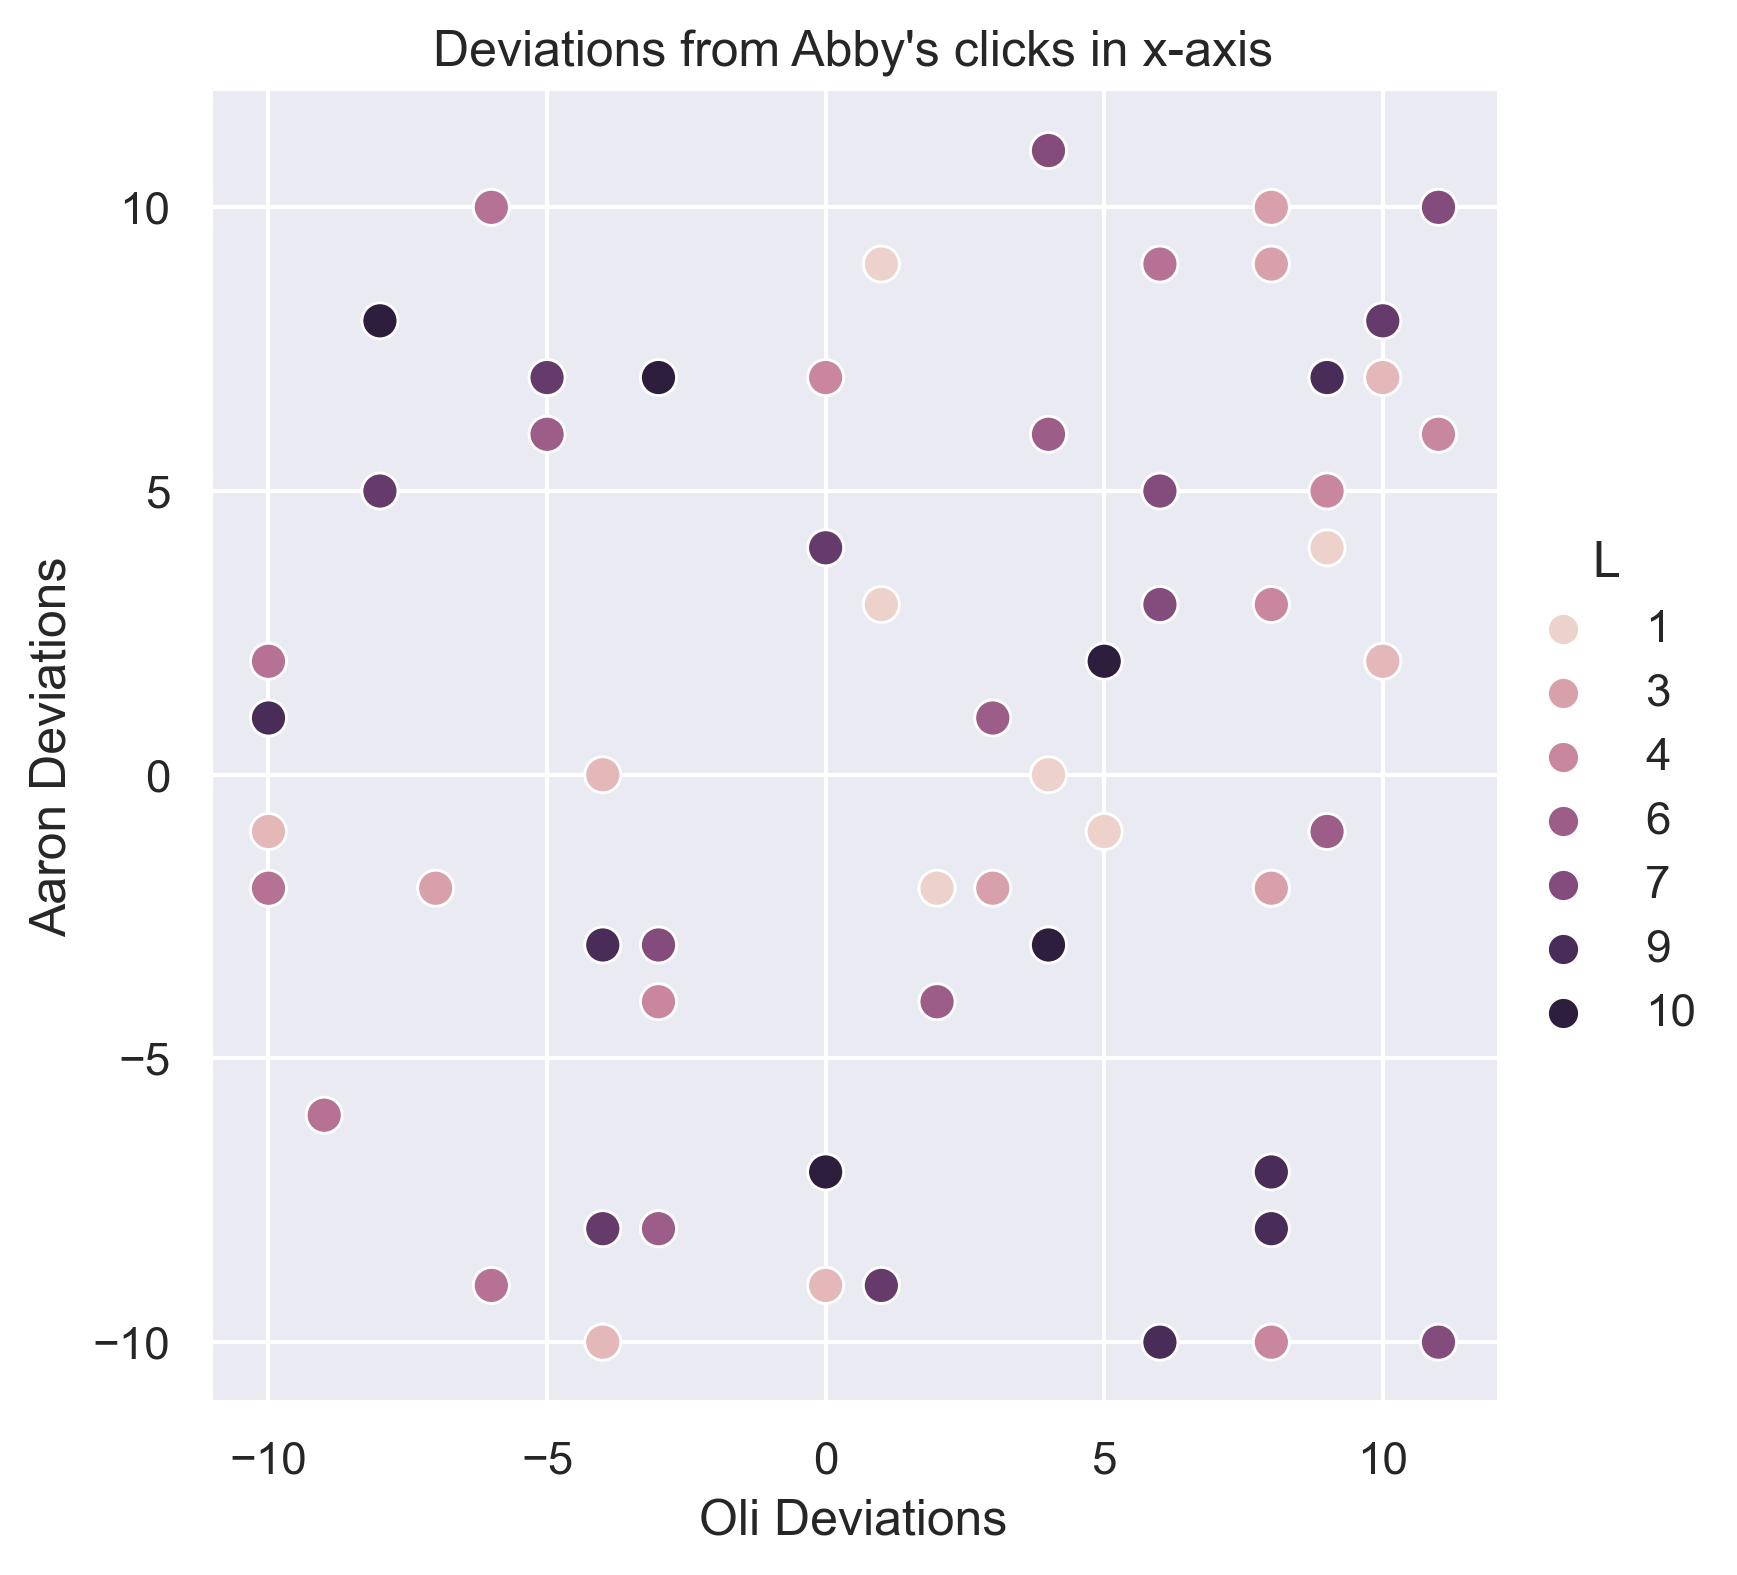 Deviations from Abby's clicks in x-axis
10
5
0
−5
−10
Aaron Deviations
−10 −5 0 5 10
Oli Deviations
L
1
3
4
6
7
9
10